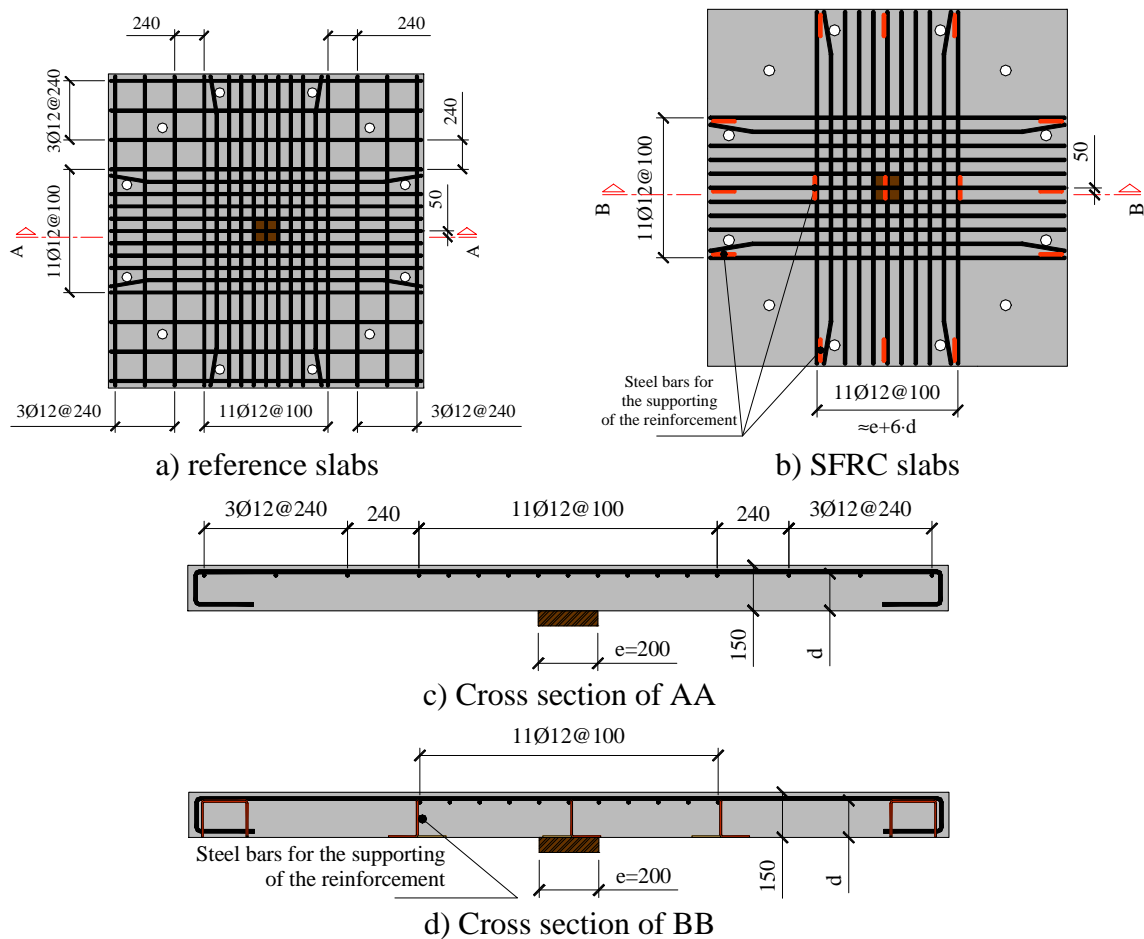 240
240
3Ø12@240
240
11Ø12@100
50
A
A
3Ø12@240
11Ø12@100
3Ø12@240
a) reference slabs
11Ø12@100
50
B
B
Steel bars for
the supporting
of the reinforcement
11Ø12@100
≈e+6·d
b) SFRC slabs
3Ø12@240
240
11Ø12@100
240
3Ø12@240
150
d
e=200
c) Cross section of AA
11Ø12@100
Steel bars for the supporting
of the reinforcement
150
d
e=200
d) Cross section of BB